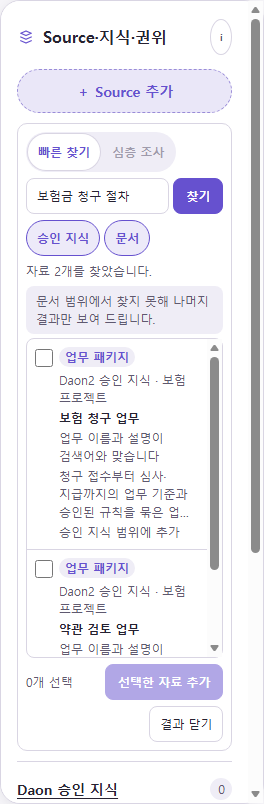 Source·지식·권위
i
+ Source 추가
빠른 찾기 심층 조사
보험금 청구 절차 찾기
승인 지식 문서
자료 2개를 찾았습니다.
문서 범위에서 찾지 못해 나머지
결과만 보여 드립니다.
업무 패키지
Daon2 승인 지식 · 보험
프로젝트
보험 청구 업무
업무 이름과 설명이
검색어와 맞습니다
청구 접수부터 심사·
지급까지의 업무 기준과
승인된 규칙을 묶은 업…
승인 지식 범위에 추가
업무 패키지
Daon2 승인 지식 · 보험
프로젝트
약관 검토 업무
업무 이름과 설명이
0개 선택 선택한 자료 추가
결과 닫기
Daon 승인 지식 0